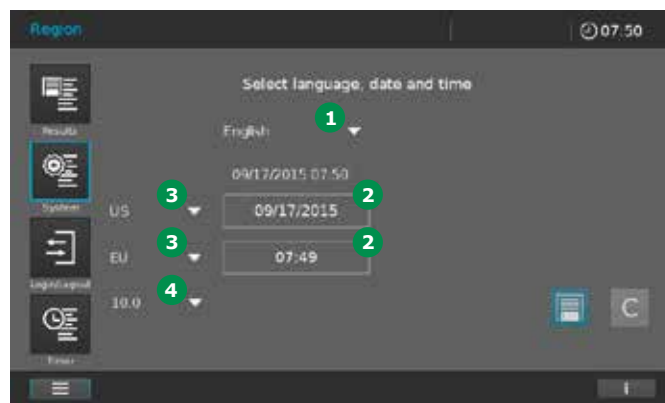 Region
07.50
Select language, date and time
Results
1
English
09/17/2015 07.50
System
3
2
US
09/17/2015
3
2
EU
07:49
Login/Logout
4
10.0
C
Timer
i